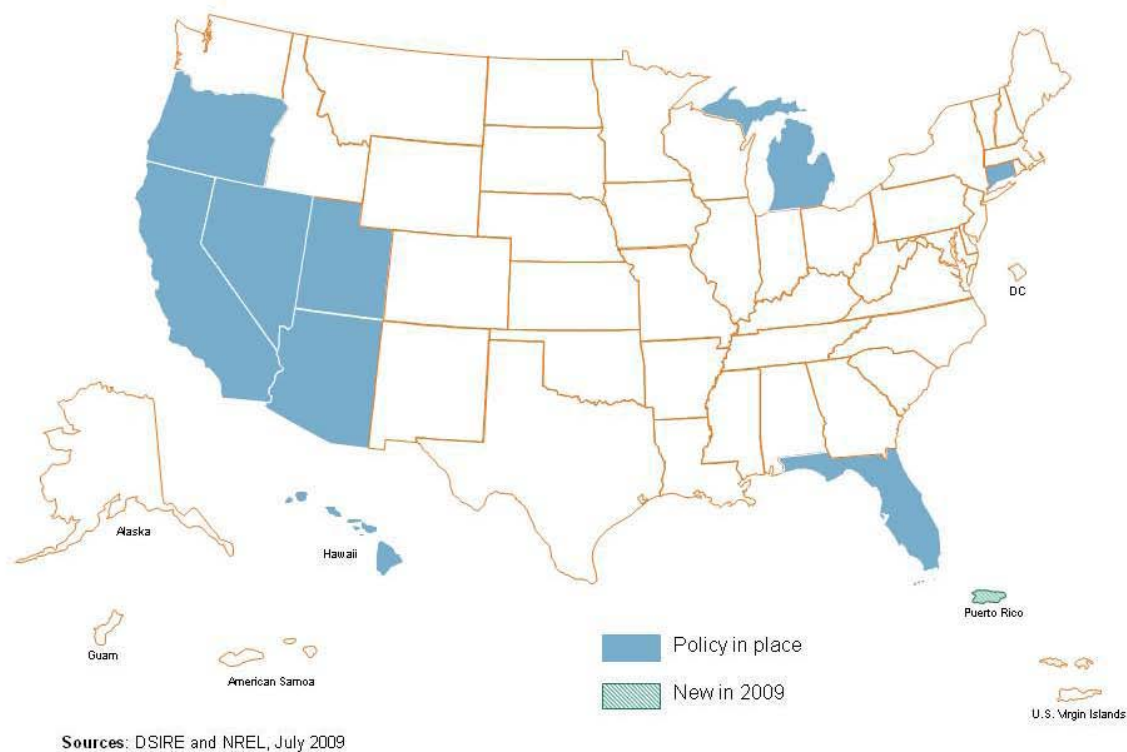 DC
Alaska
Hawaii
Puerto Rico
Guam
American Samoa
Policy in place
New in 2009
U.S. Virgin Islands
Sources: DSIRE and NREL, July 2009